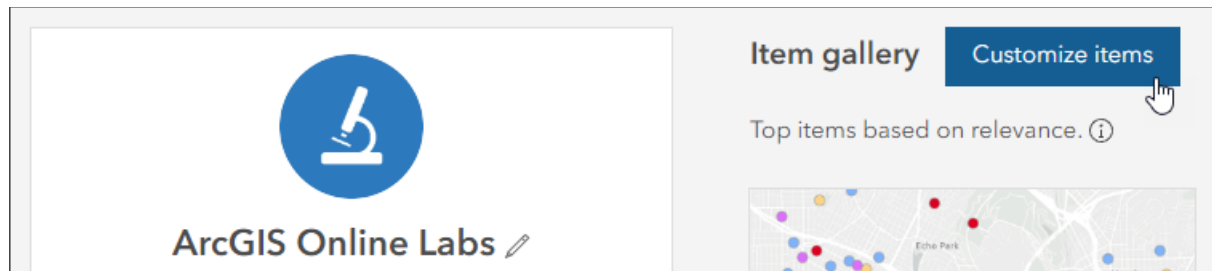 Item gallery
Customize items
Top items based on relevance.
ArcGIS Online Labs
Echo Park